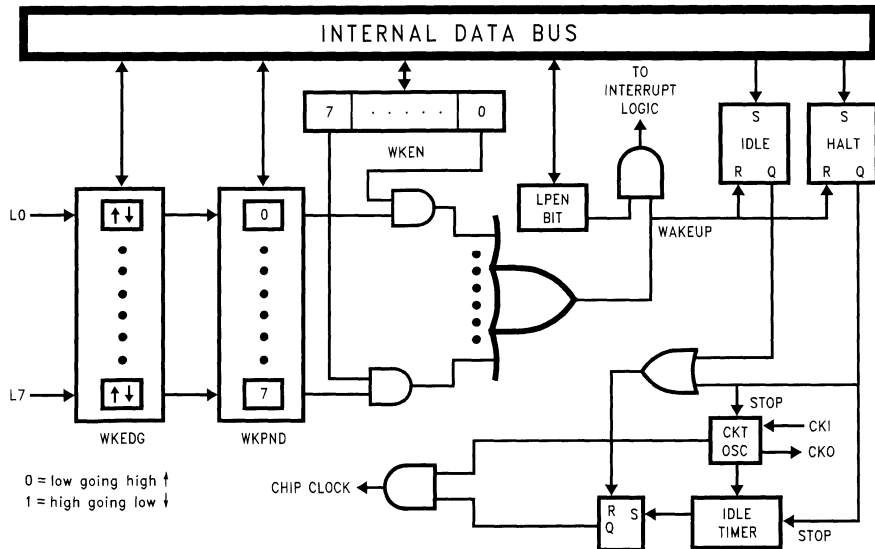 INTERNAL DATA BUS
TO
INTERRUPT
LOGIC
7 · · · · · 0
WKEN
S
IDLE
R Q
S
HALT
R Q
LPEN
BIT
WAKEUP
L0
↑↓
0
L7
↑↓
7
WKEDG
WKPND
STOP
CKT
OSC
CKI
CKO
0 = low going high ↑
1 = high going low ↓
CHIP CLOCK
R S
Q
IDLE
TIMER
STOP